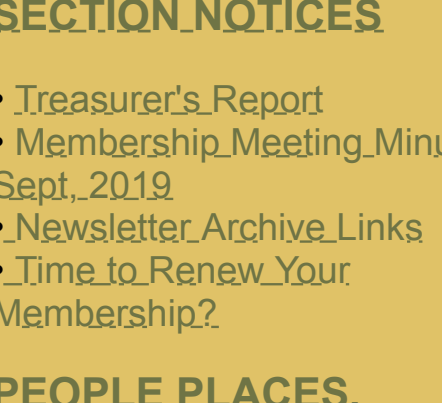 SECTION NOTICES
• Treasurer's Report
• Membership Meeting Minu
Sept, 2019
• Newsletter Archive Links
• Time to Renew Your
Membership?
PEOPLE PLACES,